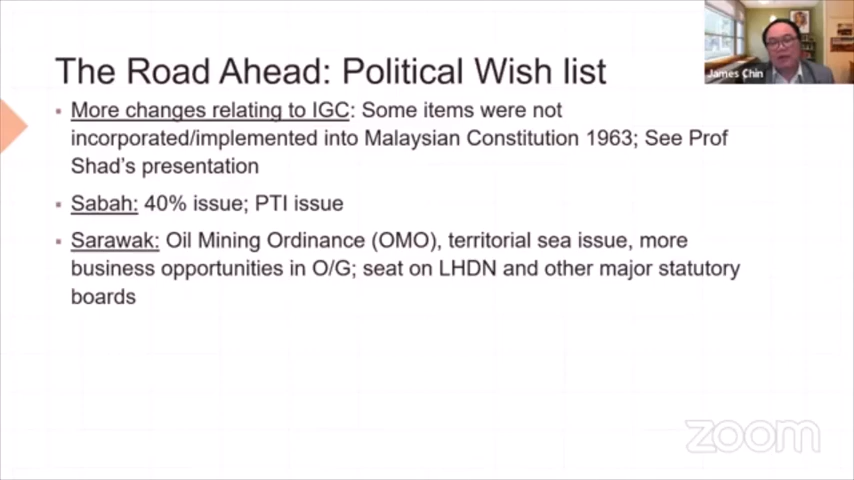 James Chin
The Road Ahead: Political Wish list
▪ More changes relating to IGC: Some items were not
incorporated/implemented into Malaysian Constitution 1963; See Prof
Shad's presentation
▪ Sabah: 40% issue; PTI issue
▪ Sarawak: Oil Mining Ordinance (OMO), territorial sea issue, more
business opportunities in O/G; seat on LHDN and other major statutory
boards
zoom